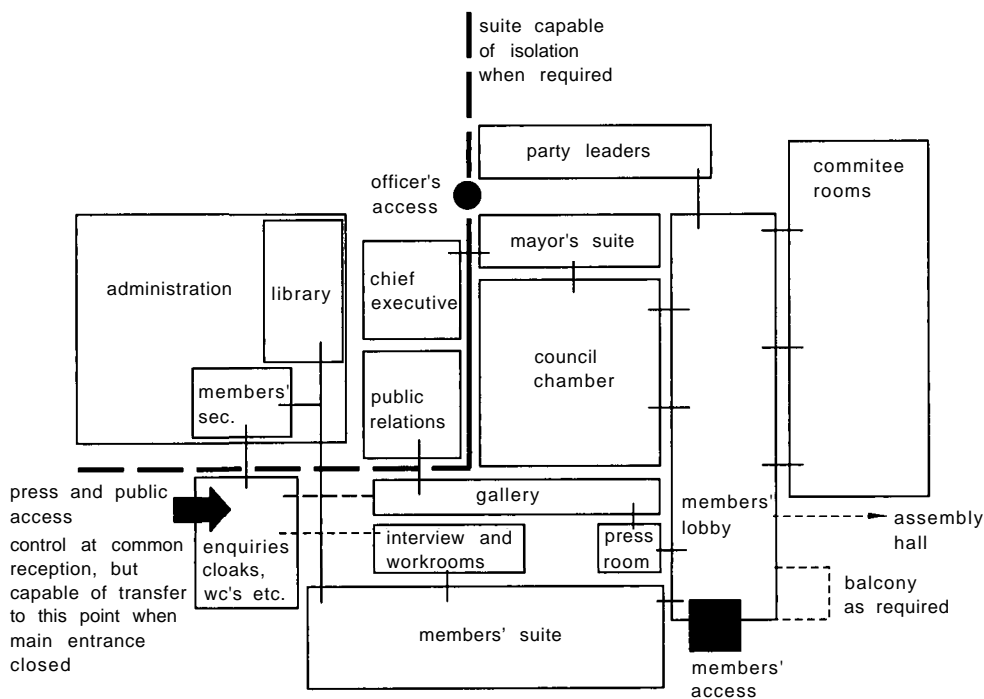 suite capable
of isolation
when required
party leaders
commitee
rooms
officer's
access
mayor's suite
administration
library
chief
executive
council
chamber
members'
sec.
public
relations
press and public
access
control at common
reception, but
capable of transfer
to this point when
main entrance
closed
enquiries
cloaks,
wc's etc.
gallery
interview and
workrooms
press
room
members'
lobby
assembly
hall
balcony
as required
members' suite
members'
access